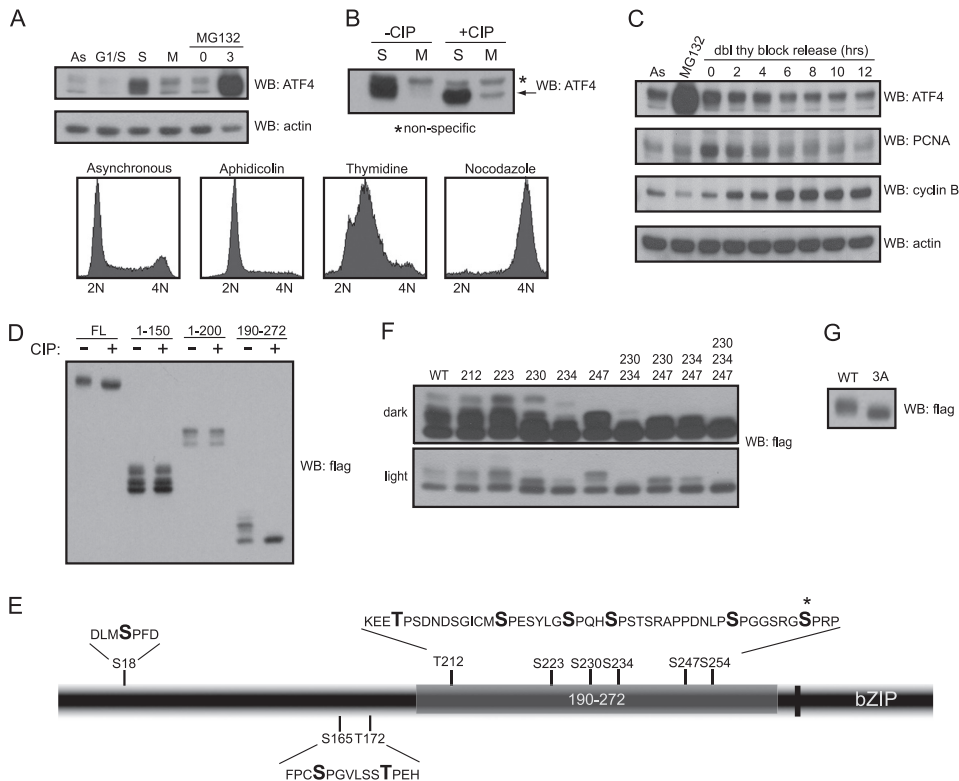 A
MG132
As G1/S S M 0 3
WB: ATF4
WB: actin
B
-CIP +CIP
S M S M
*
WB: ATF4
*non-specific
Asynchronous Aphidicolin Thymidine Nocodazole
2N 4N 2N 4N 2N 4N 2N 4N
C
dbl thy block release (hrs)
As MG132 0 2 4 6 8 10 12
WB: ATF4
WB: PCNA
WB: cyclin B
WB: actin
D
FL 1-150 1-200 190-272
CIP: - + - + - + - +
WB: flag
F
230
230 230 234 234
WT 212 223 230 234 247 234 247 247 247
dark
WB: flag
light
G
WT 3A
WB: flag
E
*
KEETPSDNDSGICMSPESYLGSPQHSPSTSRAPPDNLPSPGGSRGSPRP
DLMSPFD
S18
T212 S223 S230 S234 S247 S254
190-272
bZIP
S165 T172
FPCSPGVLSSTPEH